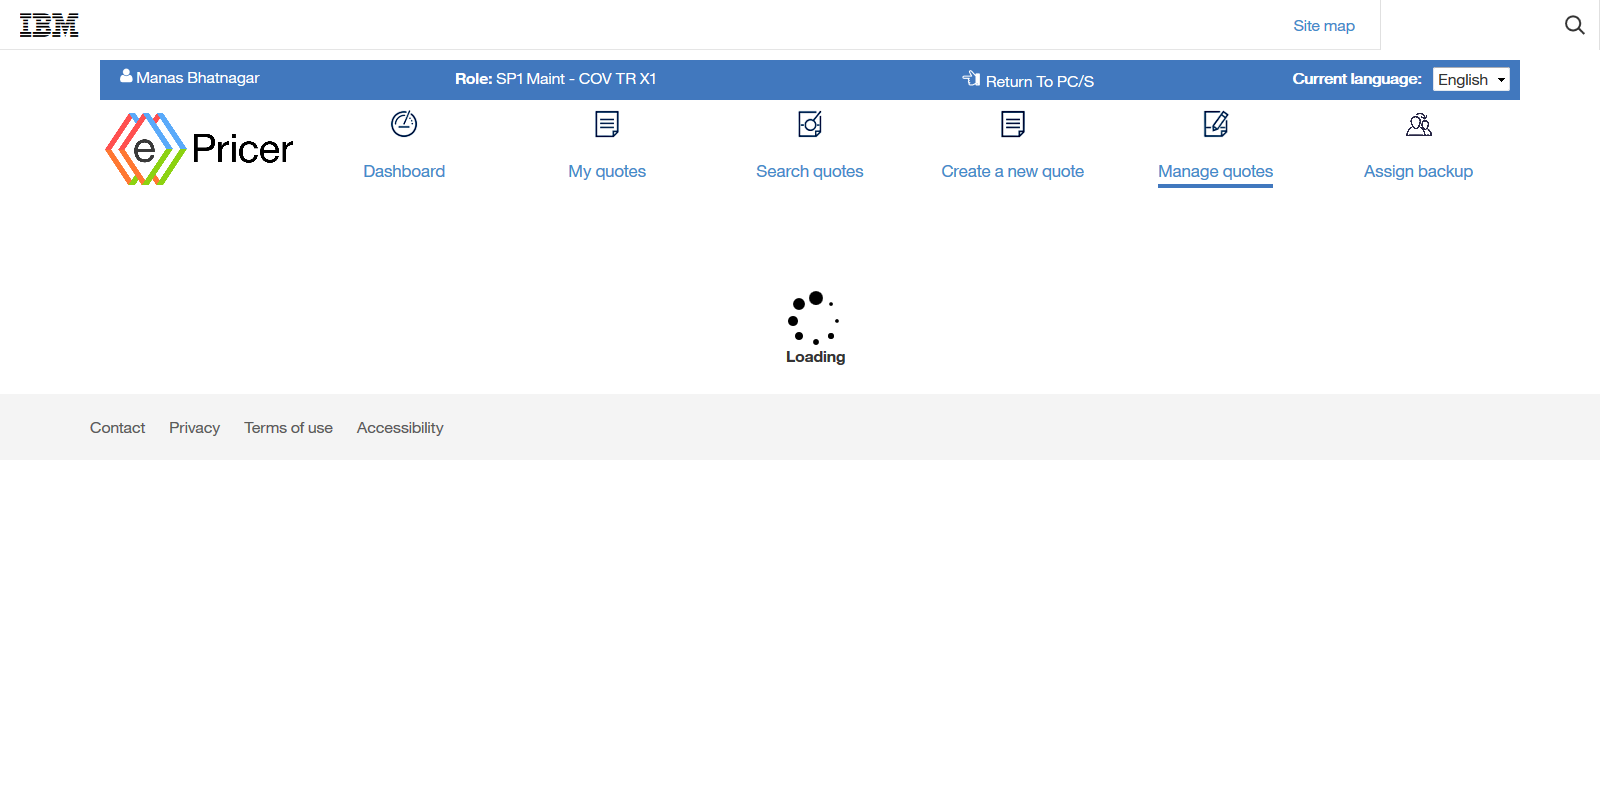 IBM
Site map
Manas Bhatnagar Role: SP1 Maint - COV TR X1 Return To PC/S Current language: English
e Pricer
Dashboard My quotes Search quotes Create a new quote Manage quotes Assign backup
Loading
Contact Privacy Terms of use Accessibility